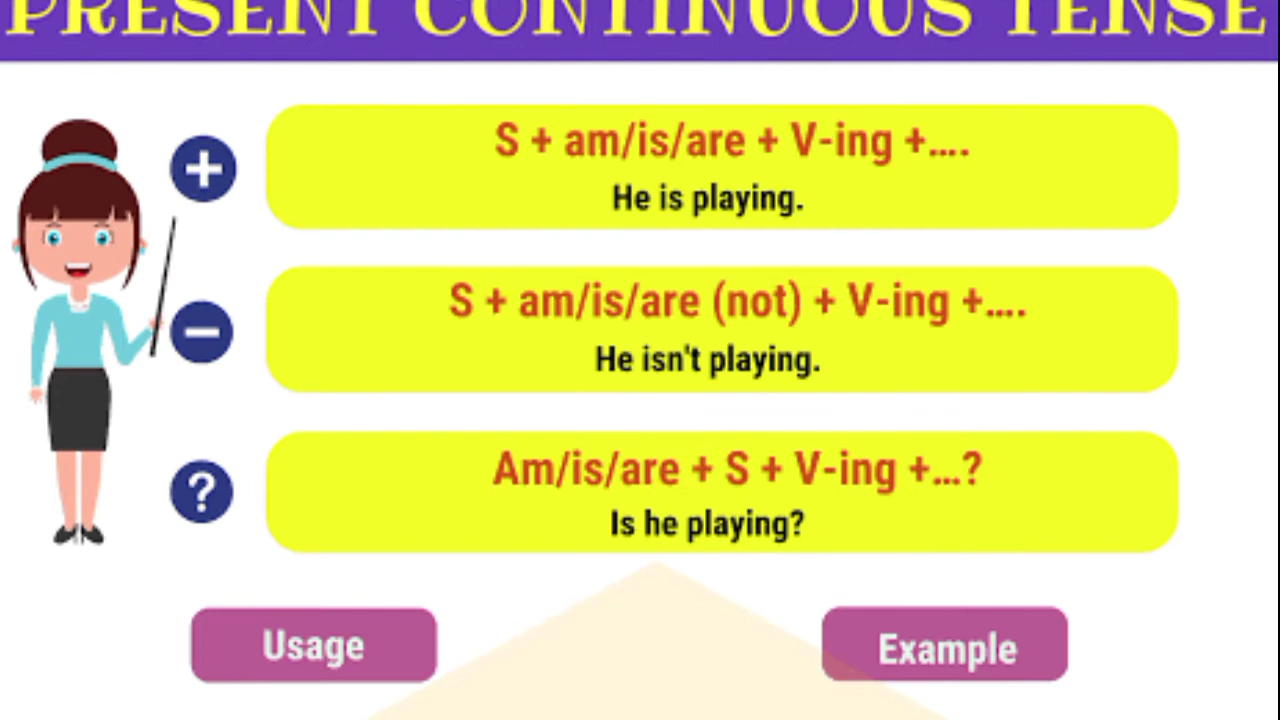 PRESENT CONTINUOUS TENSE
S + am/is/are + V-ing +....
He is playing.
S + am/is/are (not) + V-ing +....
He isn't playing.
Am/is/are + S + V-ing +...?
Is he playing?
Usage
Example